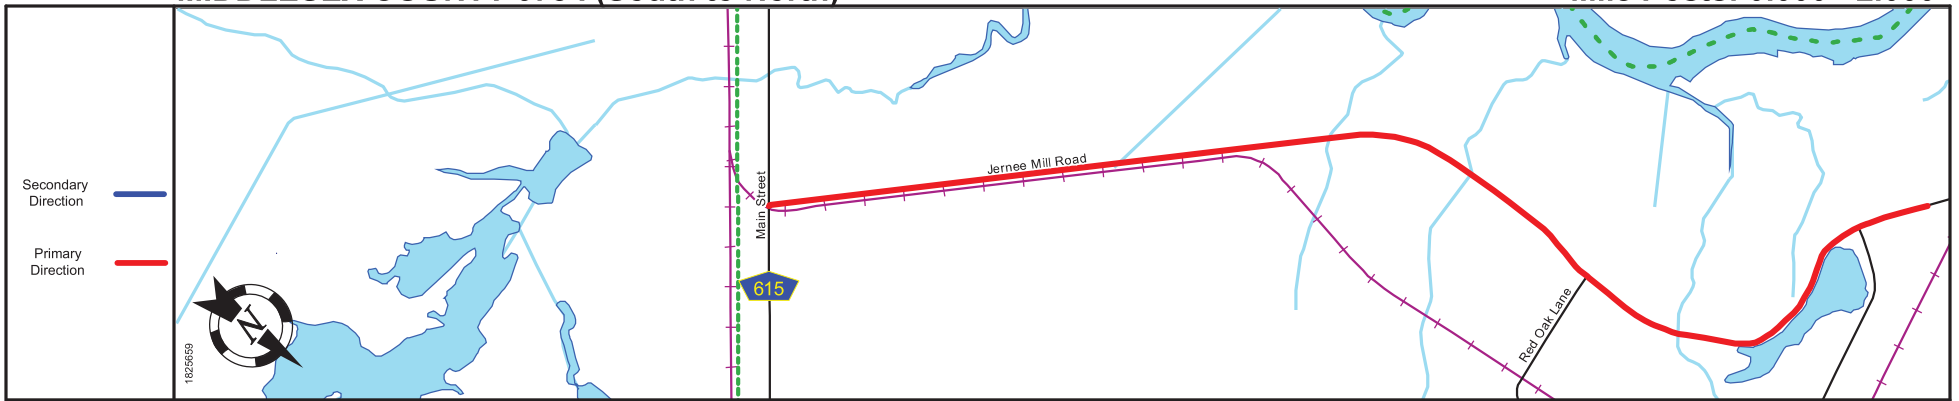 Secondary
Direction
Primary
Direction
1825659
N
Main Street
615
Jernee Mill Road
Red Oak Lane